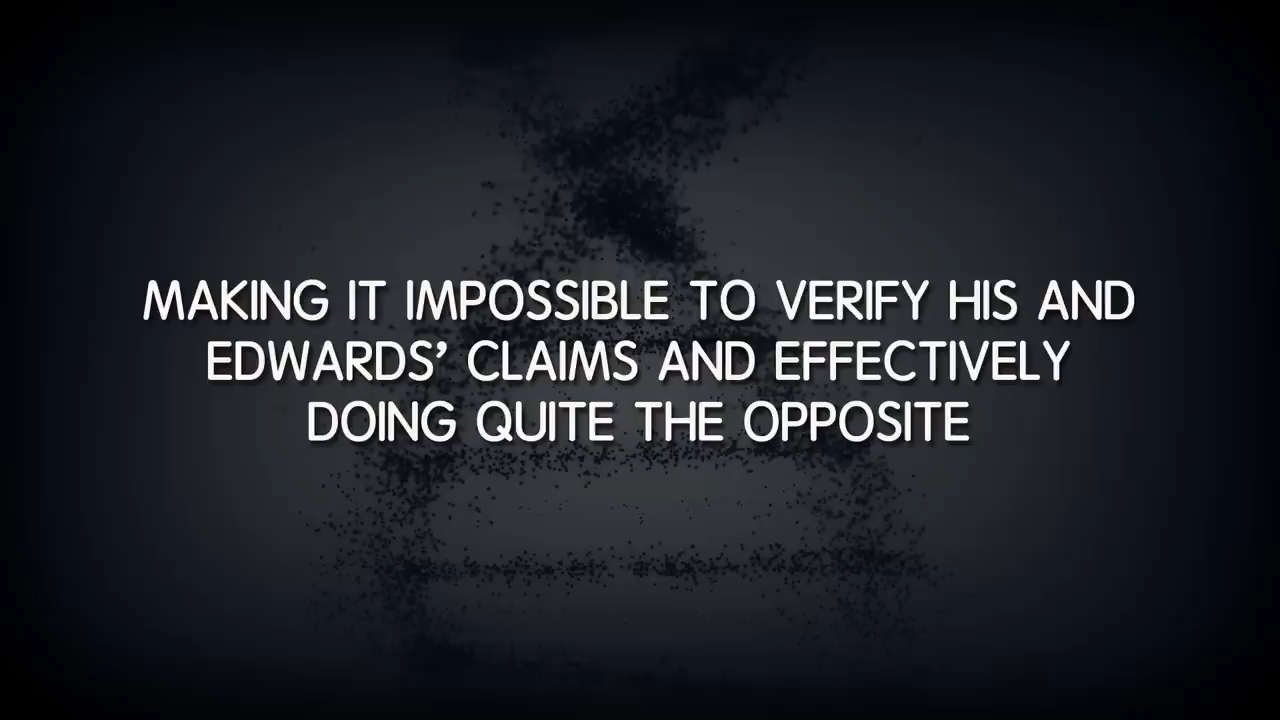 MAKING IT IMPOSSIBLE TO VERIFY HIS AND
EDWARDS’ CLAIMS AND EFFECTIVELY
DOING QUITE THE OPPOSITE